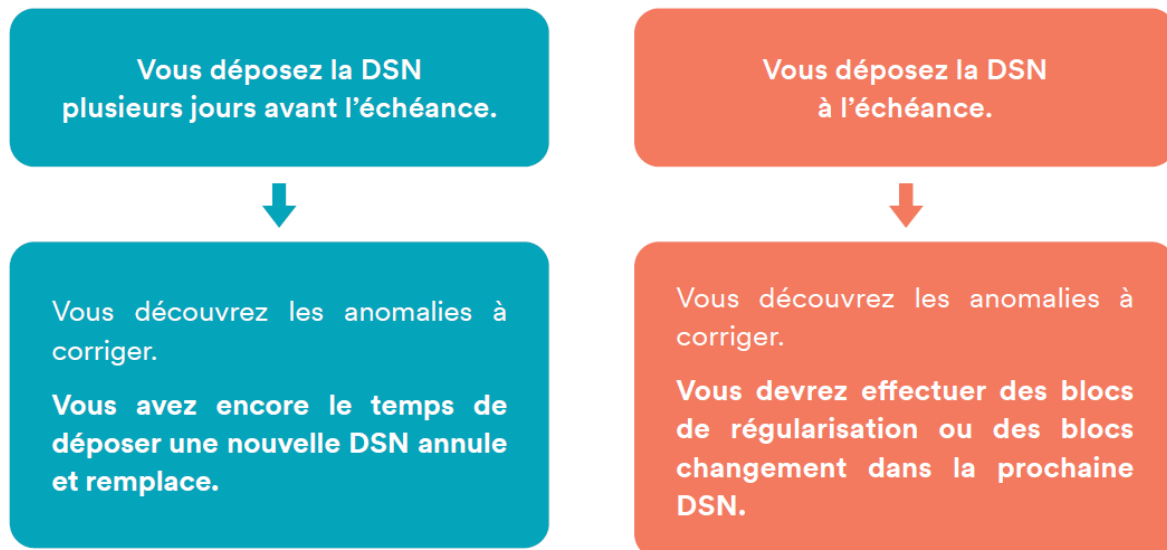 Vous déposez la DSN
plusieurs jours avant l’échéance.
Vous découvrez les anomalies à
corriger.
Vous avez encore le temps de
déposer une nouvelle DSN annule
et remplace.
Vous déposez la DSN
à l’échéance.
Vous découvrez les anomalies à
corriger.
Vous devrez effectuer des blocs
de régularisation ou des blocs
changement dans la prochaine
DSN.